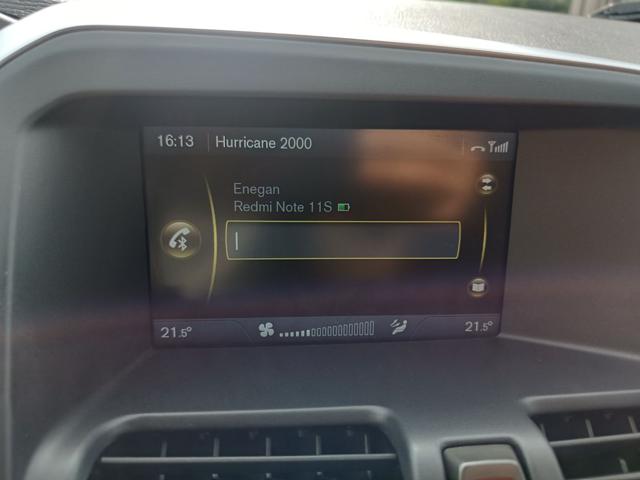 16:13 Hurricane 2000
Enegan
Redmi Note 11S
21.5° 21.5°